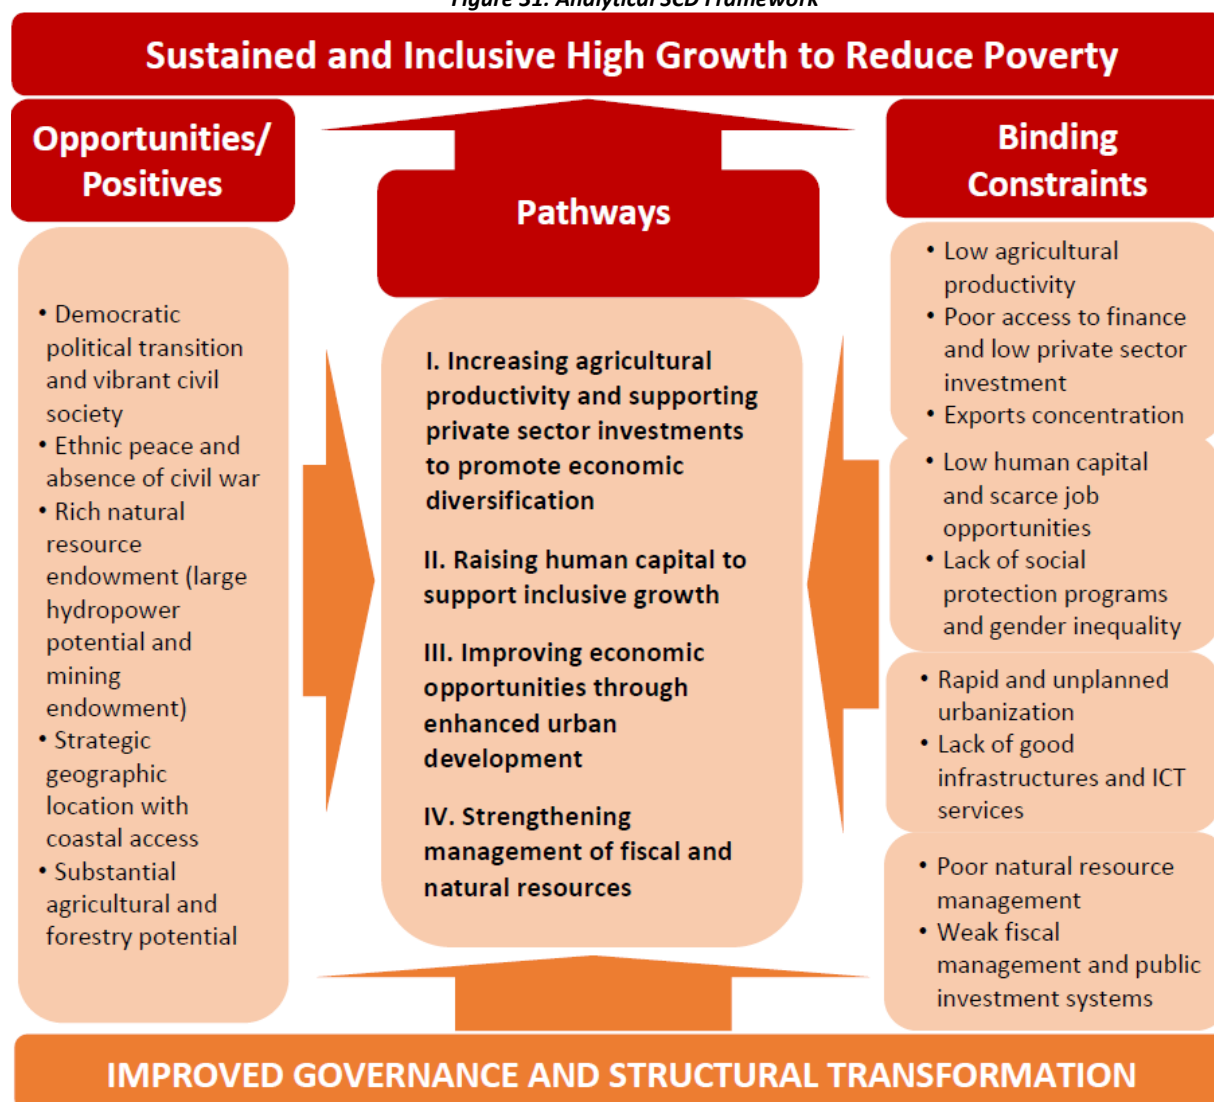 Figure S1: Analytical SCD Framework
Sustained and Inclusive High Growth to Reduce Poverty
Opportunities/
Positives
• Democratic
political transition
and vibrant civil
society
• Ethnic peace and
absence of civil war
• Rich natural
resource
endowment (large
hydropower
potential and
mining
endowment)
• Strategic
geographic
location with
coastal access
• Substantial
agricultural and
forestry potential
Pathways
I. Increasing agricultural
productivity and supporting
private sector investments
to promote economic
diversification
II. Raising human capital to
support inclusive growth
III. Improving economic
opportunities through
enhanced urban
development
IV. Strengthening
management of fiscal and
natural resources
Binding
Constraints
• Low agricultural
productivity
• Poor access to finance
and low private sector
investment
• Exports concentration
• Low human capital
and scarce job
opportunities
• Lack of social
protection programs
and gender inequality
• Rapid and unplanned
urbanization
• Lack of good
infrastructures and ICT
services
• Poor natural resource
management
• Weak fiscal
management and public
investment systems
IMPROVED GOVERNANCE AND STRUCTURAL TRANSFORMATION